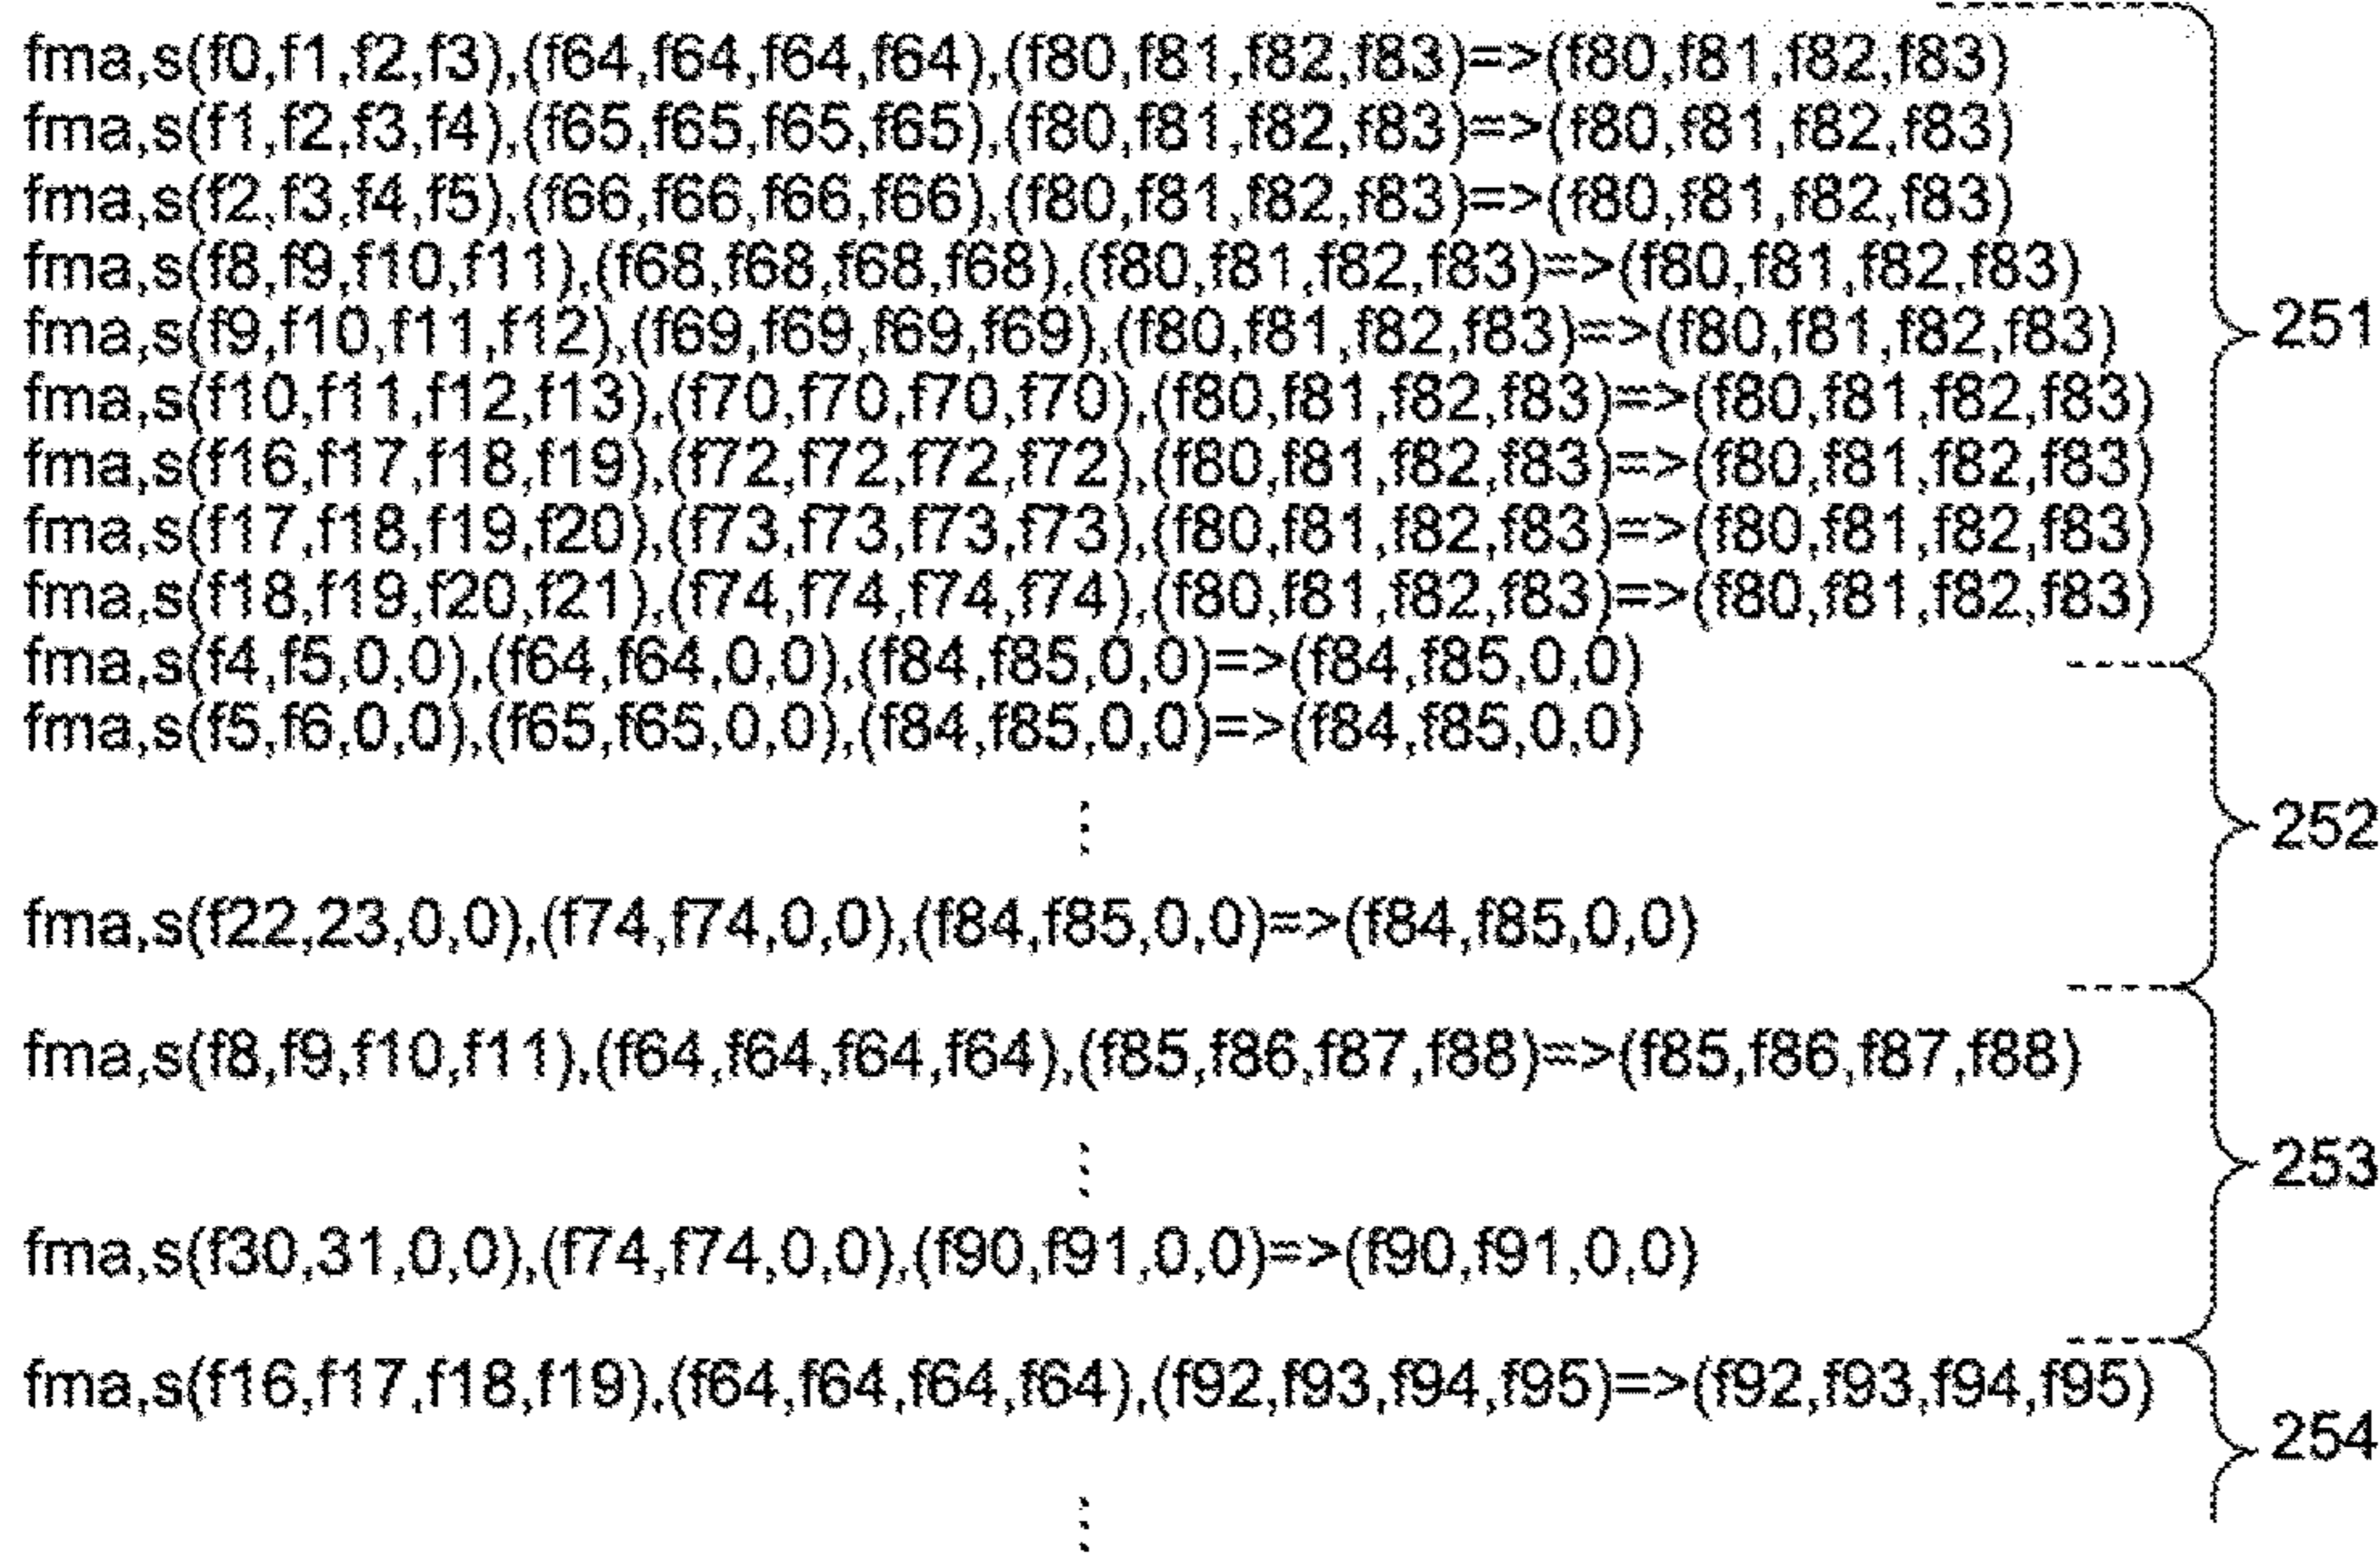 fma,s(f0,f1,f2,f3),(f64,f64,f64,f64),(f80,f81,f82,f83)=>(f80,f81,f82,f83)
fma,s(f1,f2,f3,f4),(f65,f65,f65,f65),(f80,f81,f82,f83)=>(f80,f81,f82,f83)
fma,s(f2,f3,f4,f5),(f66,f66,f66,f66),(f80,f81,f82,f83)=>(f80,f81,f82,f83)
fma,s(f8,f9,f10,f11),(f68,f68,f68,f68),(f80,f81,f82,f83)=>(f80,f81,f82,f83)
fma,s(f9,f10,f11,f12),(f69,f69,f69,f69),(f80,f81,f82,f83)=>(f80,f81,f82,f83)
251
fma,s(f10,f11,f12,f13),(f70,f70,f70,f70),(f80,f81,f82,f83)=>(f80,f81,f82,f83)
fma,s(f16,f17,f18,f19),(f72,f72,f72,f72),(f80,f81,f82,f83)=>(f80,f81,f82,f83)
fma,s(f17,f18,f19,f20),(f73,f73,f73,f73),(f80,f81,f82,f83)=>(f80,f81,f82,f83)
fma,s(f18,f19,f20,f21),(f74,f74,f74,f74),(f80,f81,f82,f83)=>(f80,f81,f82,f83)
fma,s(f4,f5,0,0),(f64,f64,0,0),(f84,f85,0,0)=>(f84,f85,0,0)
fma,s(f5,f6,0,0),(f65,f65,0,0),(f84,f85,0,0)=>(f84,f85,0,0)
⋮
252
fma,s(f22,23,0,0),(f74,f74,0,0),(f84,f85,0,0)=>(f84,f85,0,0)
fma,s(f8,f9,f10,f11),(f64,f64,f64,f64),(f85,f86,f87,f88)=>(f85,f86,f87,f88)
⋮
253
fma,s(f30,31,0,0),(f74,f74,0,0),(f90,f91,0,0)=>(f90,f91,0,0)
fma,s(f16,f17,f18,f19),(f64,f64,f64,f64),(f92,f93,f94,f95)=>(f92,f93,f94,f95)
254
⋮